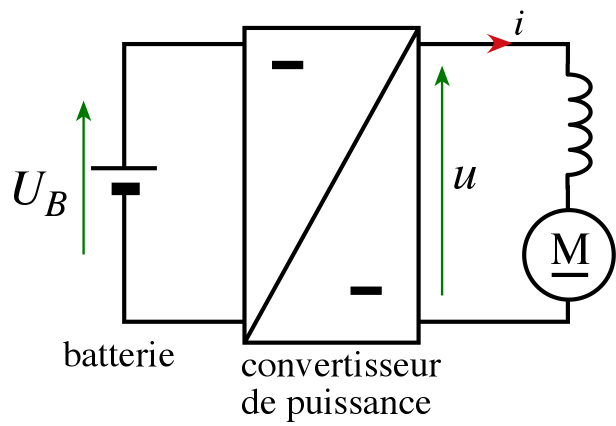 i
U_B
u
M
batterie
convertisseur
de puissance